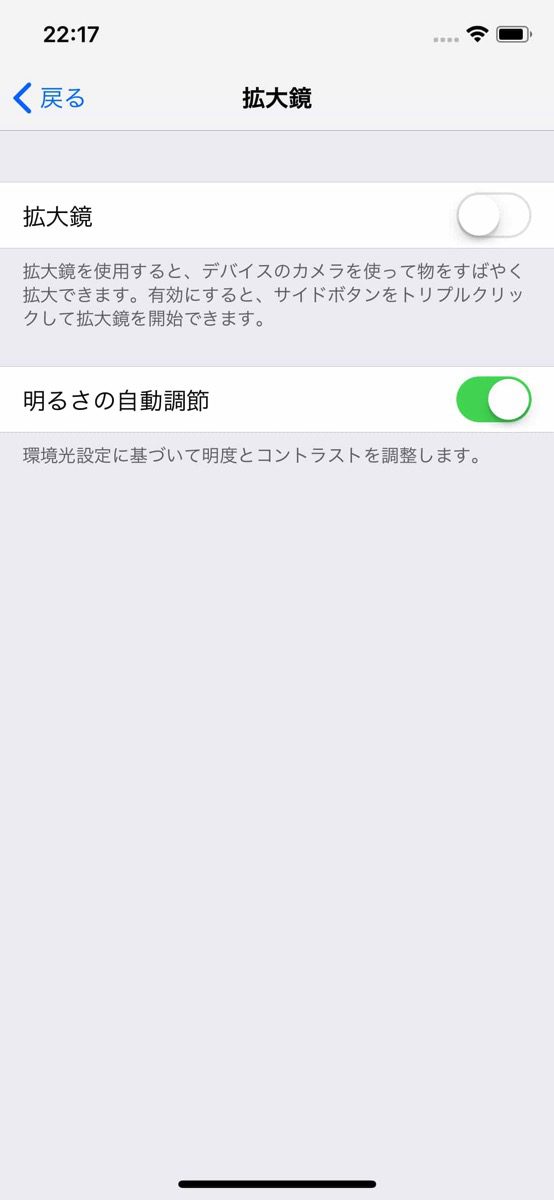 22:17
戻る
拡大鏡
拡大鏡
拡大鏡を使用すると、デバイスのカメラを使って物をすばやく
拡大できます。有効にすると、サイドボタンをトリプルクリッ
クして拡大鏡を開始できます。
明るさの自動調節
環境光設定に基づいて明度とコントラストを調整します。